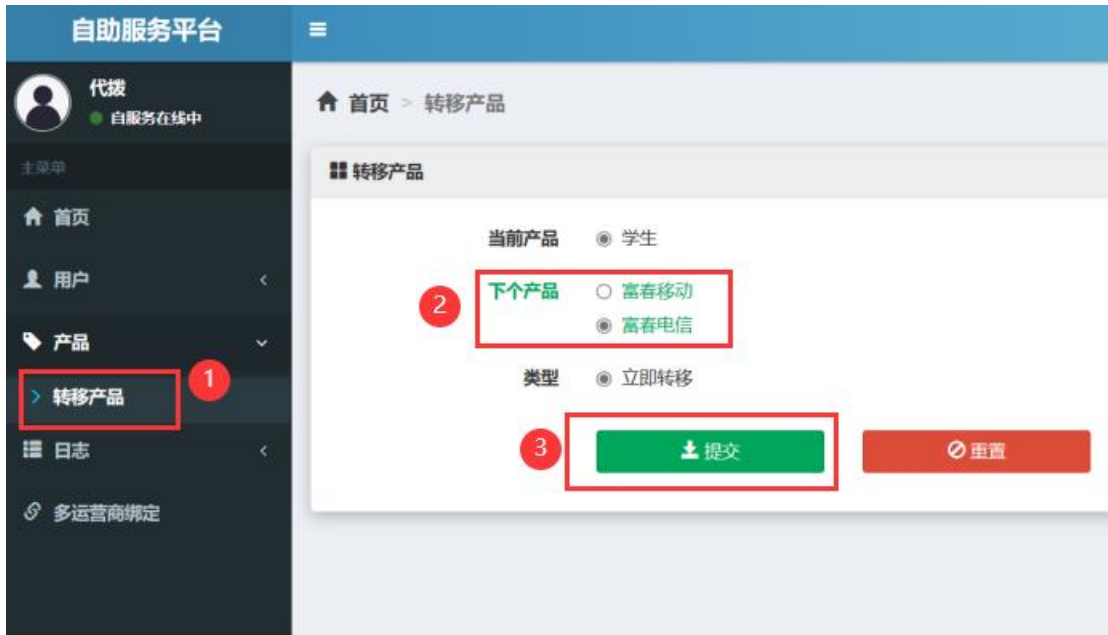 自助服务平台
代拨
自服务在线中
主菜单
首页
用户
产品
转移产品
1
日志
多运营商绑定
首页 > 转移产品
转移产品
当前产品 学生
2
下个产品 富春移动
富春电信
类型 立即转移
3
提交 重置